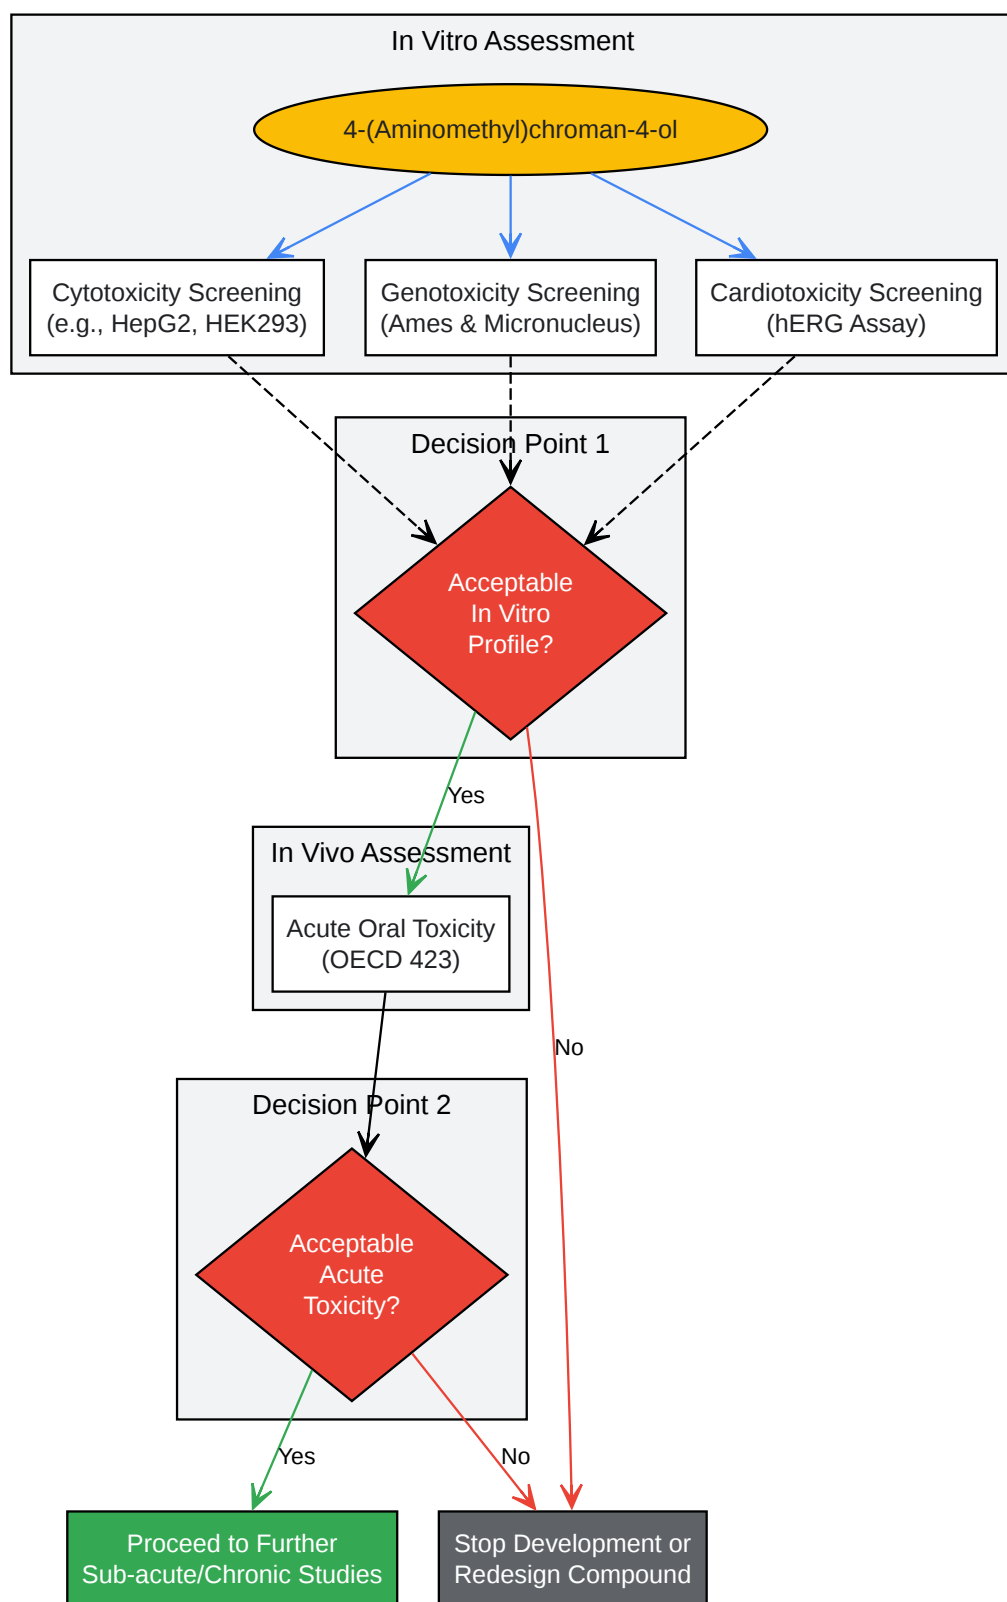 In Vitro Assessment
4-(Aminomethyl)chroman-4-ol
Cytotoxicity Screening
(e.g., HepG2, HEK293)
Genotoxicity Screening
(Ames & Micronucleus)
Cardiotoxicity Screening
(hERG Assay)
Decision Point 1
Acceptable
In Vitro
Profile?
Yes
In Vivo Assessment
Acute Oral Toxicity
(OECD 423)
No
Decision Point 2
Acceptable
Acute
Toxicity?
Yes
No
Proceed to Further
Sub-acute/Chronic Studies
Stop Development or
Redesign Compound